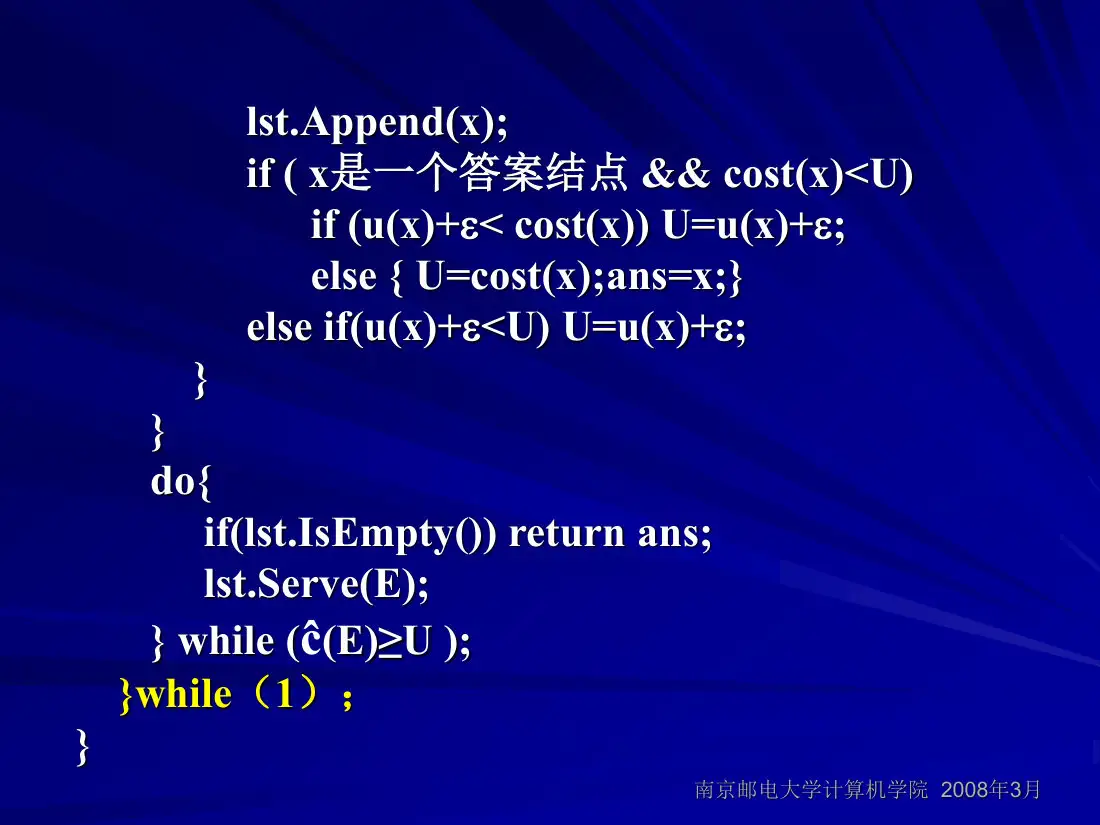 lst.Append(x);
if ( x是一个答案结点 && cost(x)<U)
if (u(x)+ε< cost(x)) U=u(x)+ε;
else { U=cost(x);ans=x;}
else if(u(x)+ε<U) U=u(x)+ε;
}
}
do{
if(lst.IsEmpty()) return ans;
lst.Serve(E);
} while (ĉ(E)≥U );
}while（1）；
}
南京邮电大学计算机学院 2008年3月